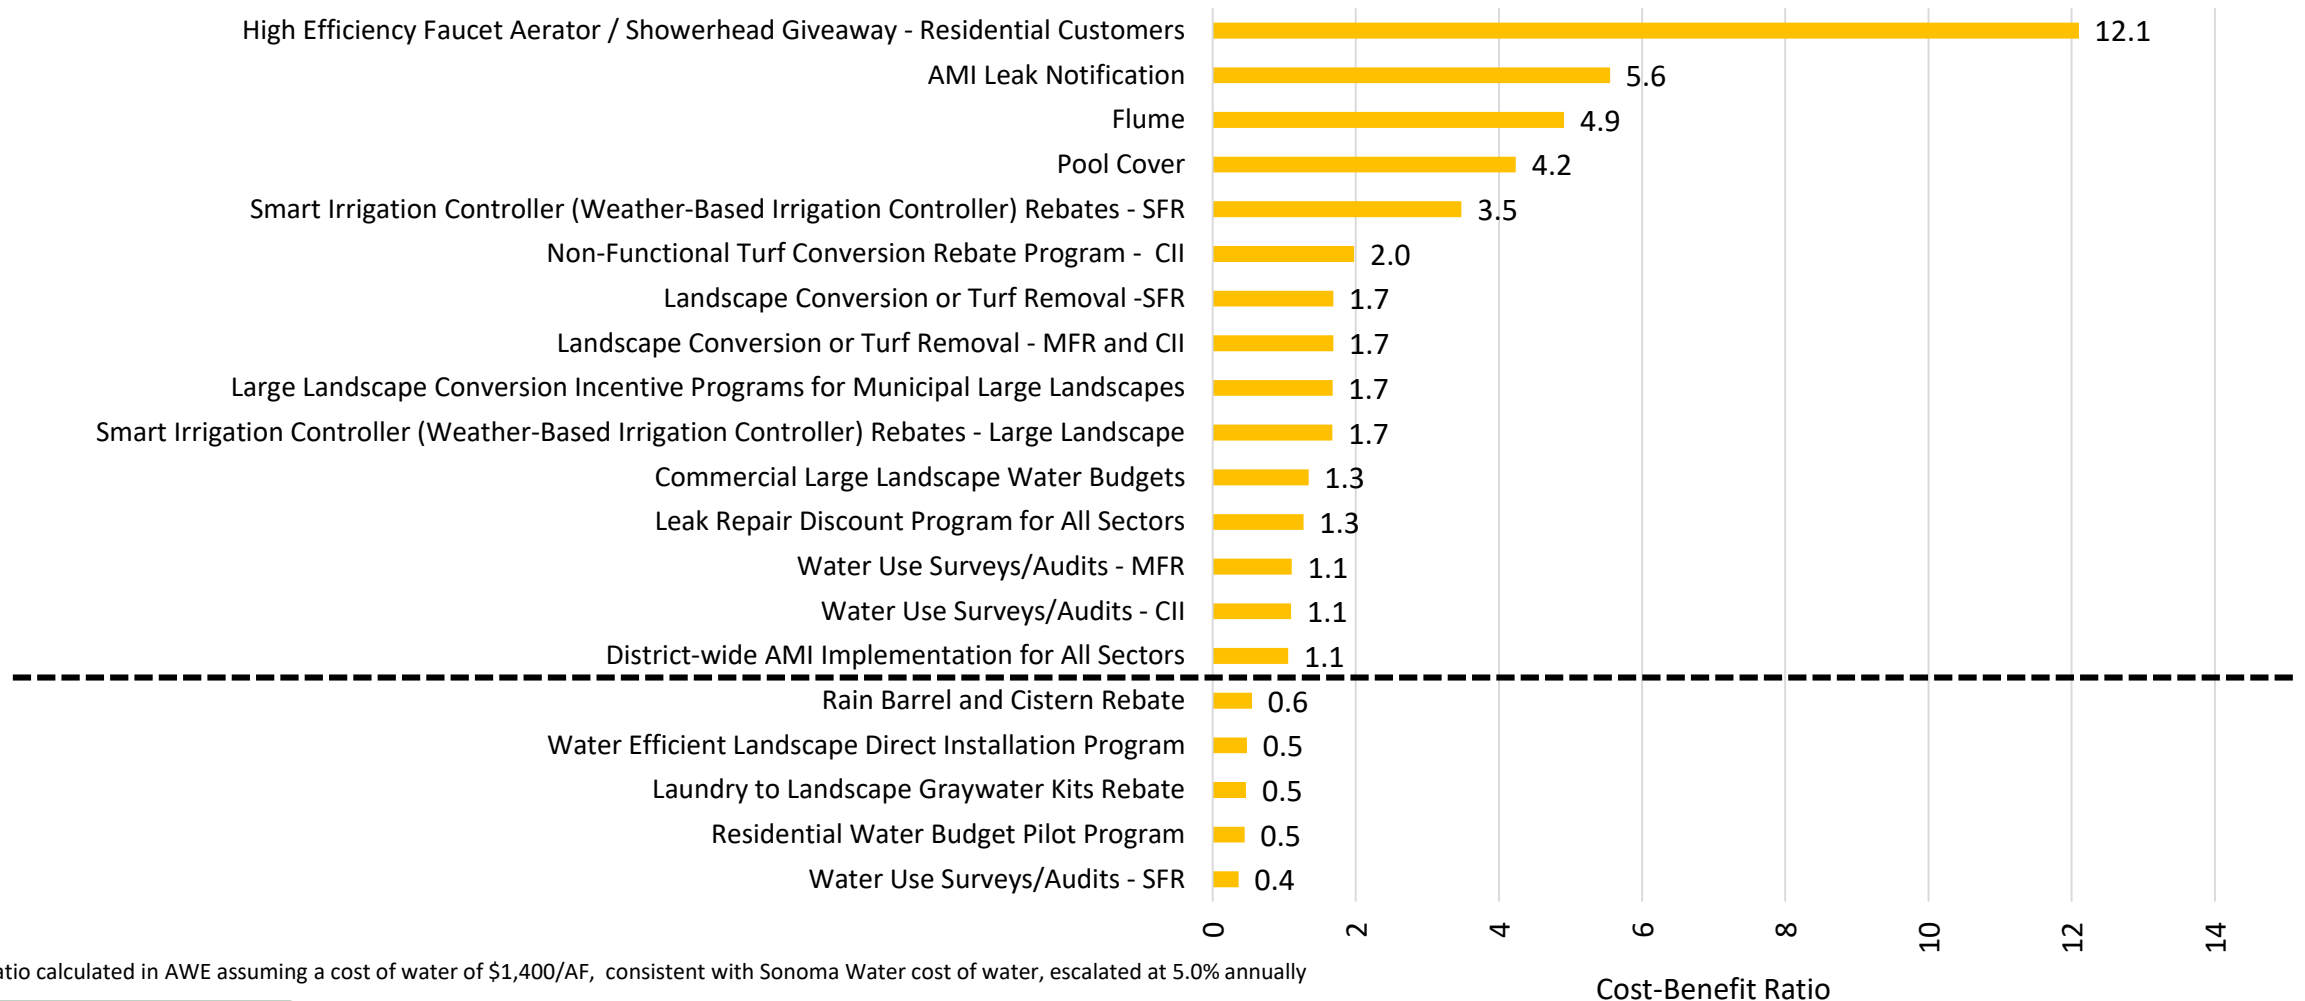 High Efficiency Faucet Aerator / Showerhead Giveaway - Residential Customers 12.1
AMI Leak Notification 5.6
Flume 4.9
Pool Cover 4.2
Smart Irrigation Controller (Weather-Based Irrigation Controller) Rebates - SFR 3.5
Non-Functional Turf Conversion Rebate Program - CII 2.0
Landscape Conversion or Turf Removal -SFR 1.7
Landscape Conversion or Turf Removal - MFR and CII 1.7
Large Landscape Conversion Incentive Programs for Municipal Large Landscapes 1.7
Smart Irrigation Controller (Weather-Based Irrigation Controller) Rebates - Large Landscape 1.7
Commercial Large Landscape Water Budgets 1.3
Leak Repair Discount Program for All Sectors 1.3
Water Use Surveys/Audits - MFR 1.1
Water Use Surveys/Audits - CII 1.1
District-wide AMI Implementation for All Sectors 1.1
Rain Barrel and Cistern Rebate 0.6
Water Efficient Landscape Direct Installation Program 0.5
Laundry to Landscape Graywater Kits Rebate 0.5
Residential Water Budget Pilot Program 0.5
Water Use Surveys/Audits - SFR 0.4
0 2 4 6 8 10 12 14
calculated in AWE assuming a cost of water of $1,400/AF, consistent with Sonoma Water cost of water, escalated at 5.0% annually
Cost-Benefit Ratio